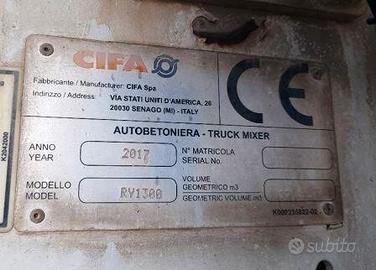 CIFA
Fabbricante / Manufacturer: CIFA Spa
Indirizzo / Address: VIA STATI UNITI D'AMERICA, 26
20030 SENAGO (MI) - ITALY
CE
AUTOBETONIERA - TRUCK MIXER
ANNO
YEAR
2017
N° MATRICOLA
SERIAL No.
MODELLO
MODEL
RY1300
VOLUME
GEOMETRICO m3
GEOMETRIC VOLUME m3
K2042000
subito